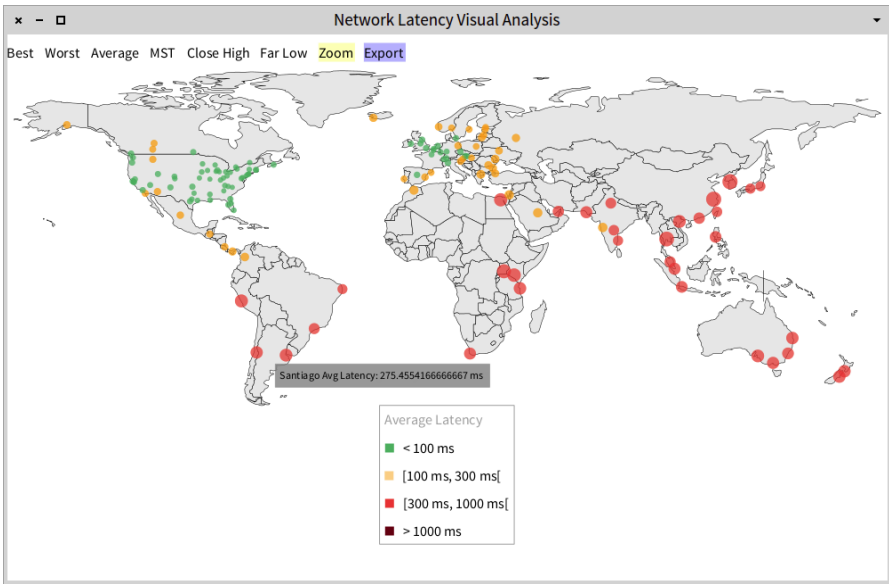 Network Latency Visual Analysis
Best Worst Average MST Close High Far Low Zoom Export
Santiago Avg Latency: 275.4554166666667 ms
Average Latency
< 100 ms
[100 ms, 300 ms[
[300 ms, 1000 ms[
> 1000 ms